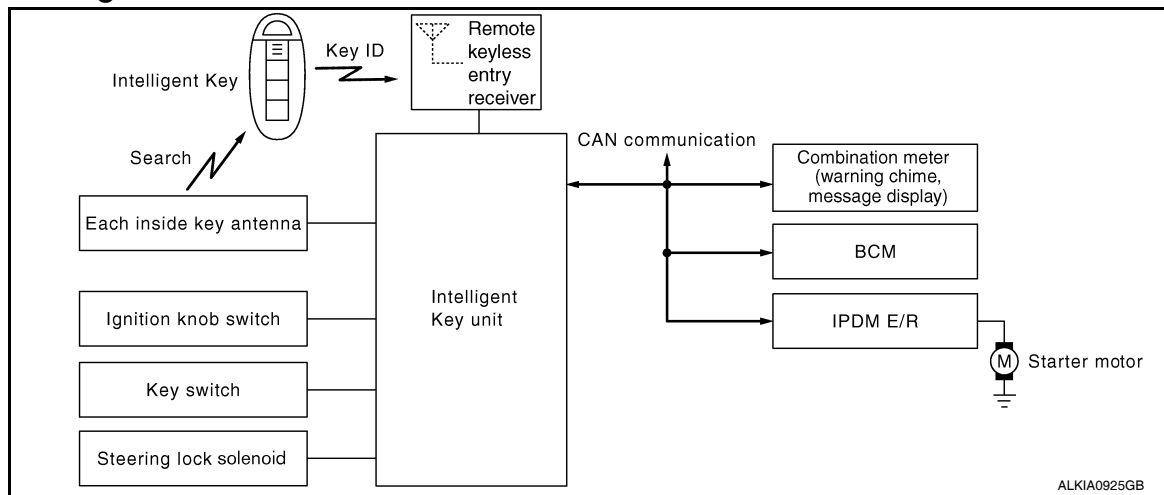 Intelligent Key
Key ID
Remote
keyless
entry
receiver
Search
CAN communication
Each inside key antenna
Ignition knob switch
Key switch
Steering lock solenoid
Intelligent
Key unit
Combination meter
(warning chime,
message display)
BCM
IPDM E/R
M
Starter motor
ALKIA0925GB